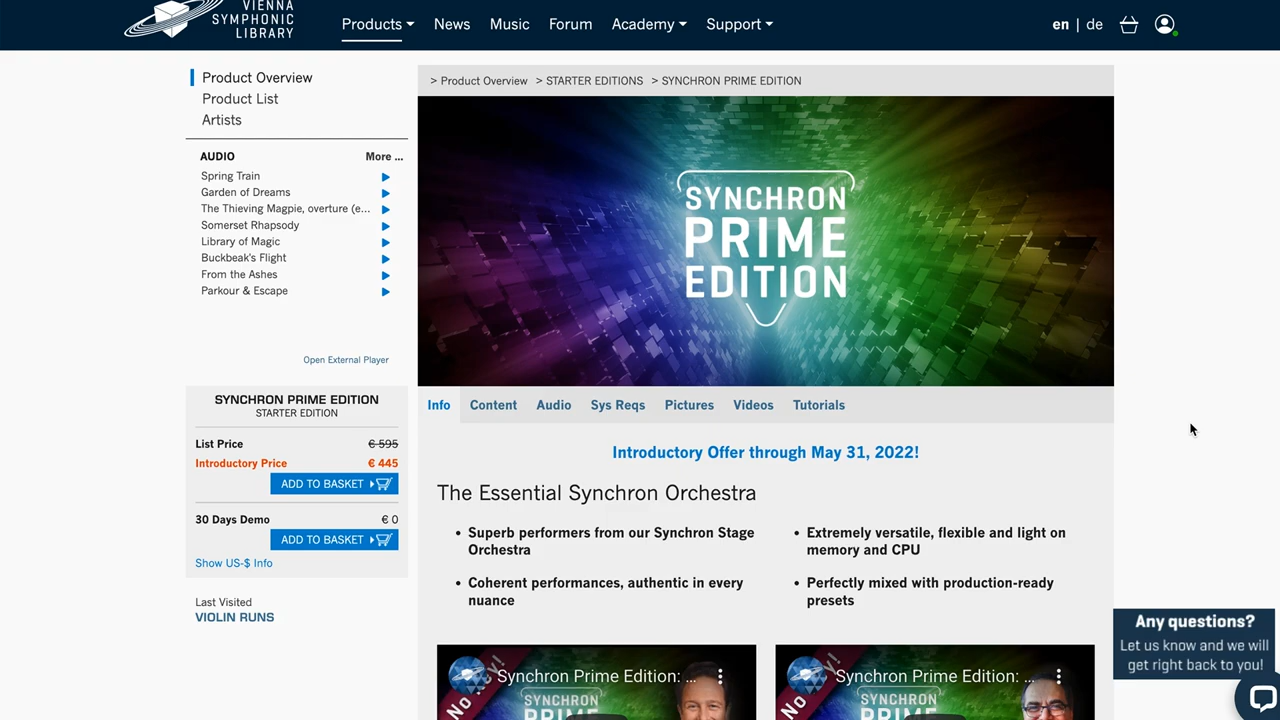 VIENNA
SYMPHONIC
LIBRARY
Products
News
Music
Forum
Academy
Support
en | de
Product Overview
Product List
Artists
AUDIO
More ...
Spring Train
Garden of Dreams
The Thieving Magpie, overture (e...
Somerset Rhapsody
Library of Magic
Buckbeak's Flight
From the Ashes
Parkour & Escape
Open External Player
SYNCHRON PRIME EDITION
STARTER EDITION
List Price € 595
Introductory Price € 445
ADD TO BASKET
30 Days Demo € 0
ADD TO BASKET
Show US-$ Info
Last Visited
VIOLIN RUNS
> Product Overview > STARTER EDITIONS > SYNCHRON PRIME EDITION
SYNCHRON
PRIME
EDITION
Info
Content
Audio
Sys Reqs
Pictures
Videos
Tutorials
Introductory Offer through May 31, 2022!
The Essential Synchron Orchestra
• Superb performers from our Synchron Stage
Orchestra
• Coherent performances, authentic in every
nuance
• Extremely versatile, flexible and light on
memory and CPU
• Perfectly mixed with production-ready
presets
Synchron Prime Edition: ...
SYNCHRON
PRIME
No
Synchron Prime Edition: ...
SYNCHRON
PRIME
No
Any questions?
Let us know and we will
get right back to you!